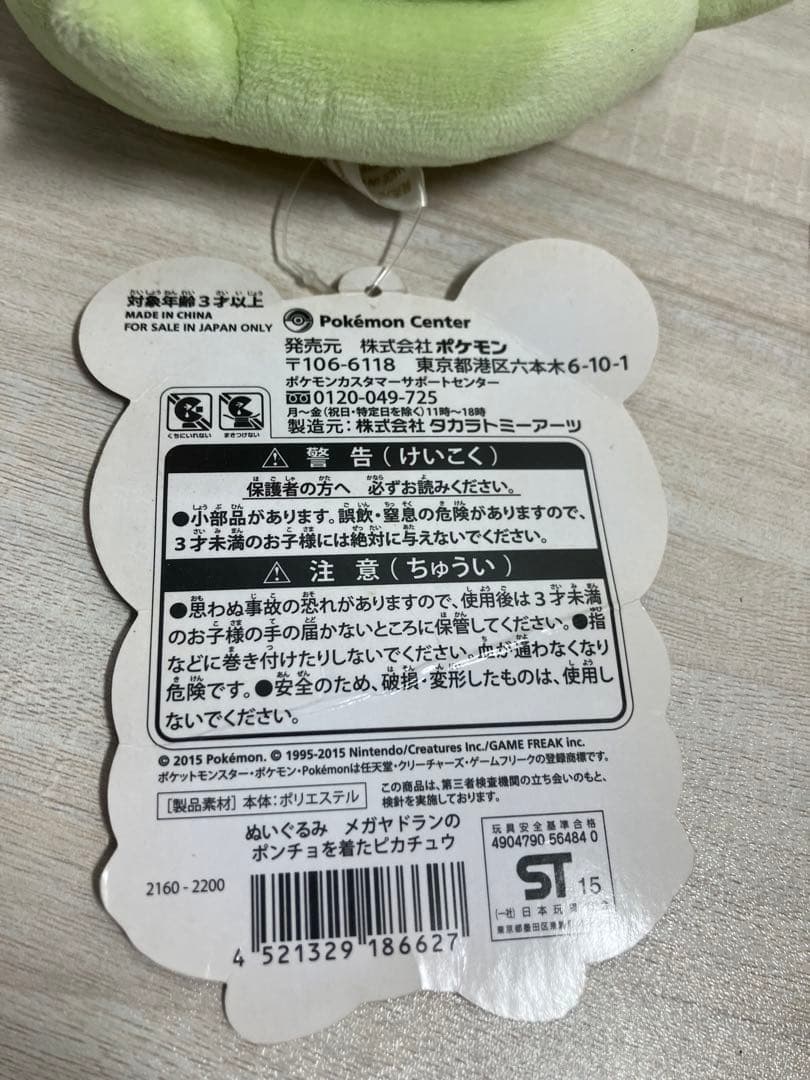 対象年齢3才以上
MADE IN CHINA
FOR SALE IN JAPAN ONLY
Pokémon Center
発売元 株式会社ポケモン
〒106-6118 東京都港区六本木6-10-1
ポケモンカスタマーサポートセンター
0120-049-725
月～金(祝日・特定日を除く)11時～18時
製造元：株式会社 タカラトミーアーツ
くちにいれない まきつけない
⚠ 警告(けいこく)
保護者の方へ 必ずお読みください。
●小部品があります。誤飲・窒息の危険がありますので、
3才未満のお子様には絶対に与えないでください。
⚠ 注意(ちゅうい)
●思わぬ事故の恐れがありますので、使用後は3才未満
のお子様の手の届かないところに保管してください。●指
などに巻き付けたりしないでください。血が通わなくなり
危険です。●安全のため、破損・変形したものは、使用し
ないでください。
© 2015 Pokémon. © 1995-2015 Nintendo/Creatures Inc./GAME FREAK inc.
ポケットモンスター・ポケモン・Pokémonは任天堂・クリーチャーズ・ゲームフリークの登録商標です。
[製品素材] 本体：ポリエステル
この商品は、第三者検査機関の立ち会いのもと、
検針を実施しております。
ぬいぐるみ メガヤドランの
ポンチョを着たピカチュウ
2160-2200
4 521329 186627
玩具安全基準合格
4904790 56484 0
ST 15
(一社)日本玩
東京都墨田区東